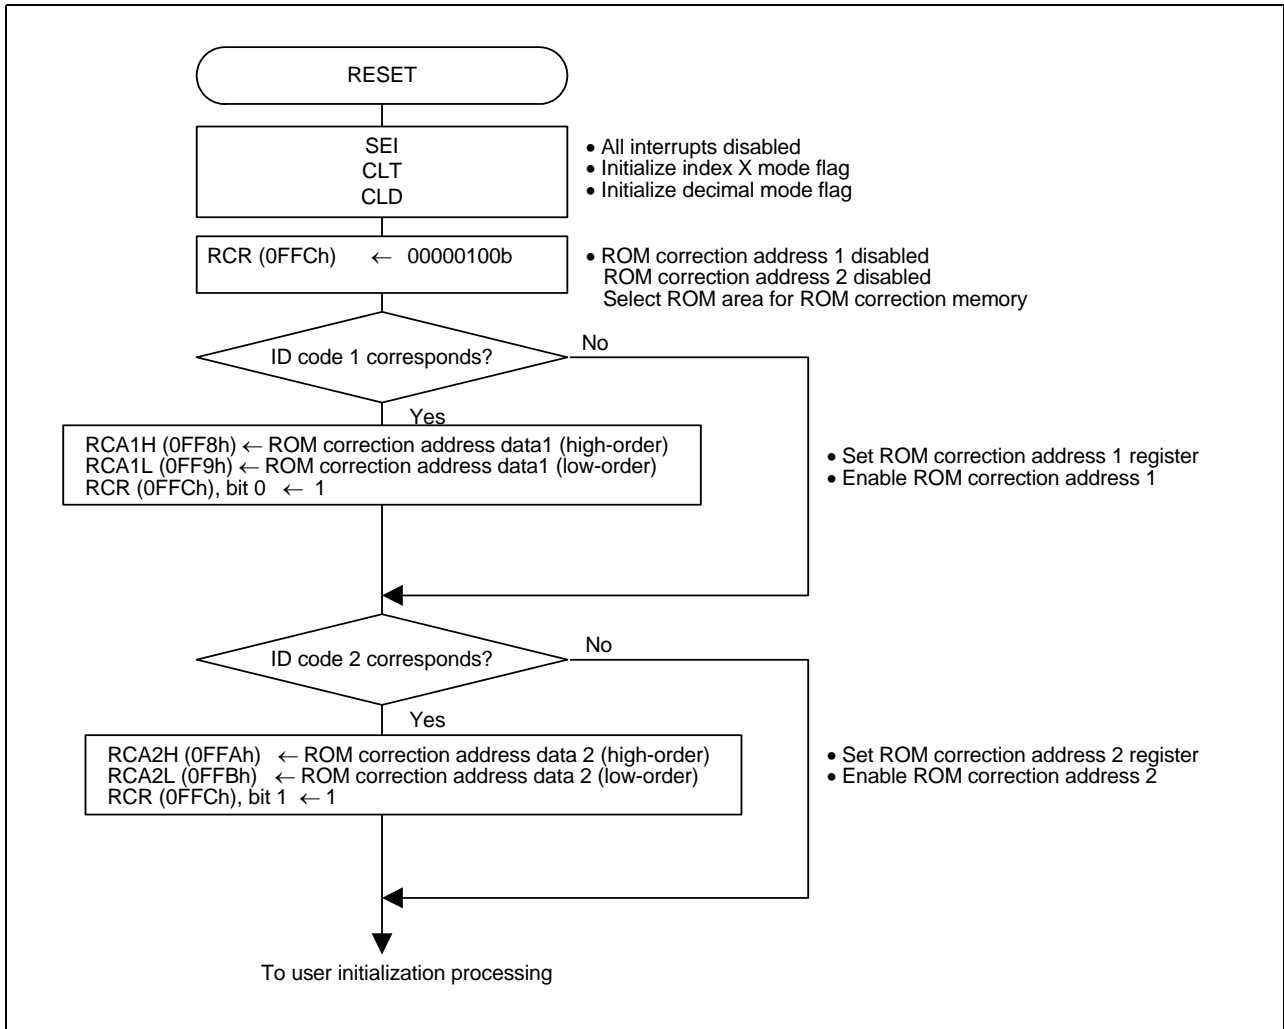 RESET
SEI
CLT
CLD
• All interrupts disabled
• Initialize index X mode flag
• Initialize decimal mode flag
RCR (0FFCh) ← 00000100b
• ROM correction address 1 disabled
ROM correction address 2 disabled
Select ROM area for ROM correction memory
ID code 1 corresponds?
No
Yes
RCA1H (0FF8h) ← ROM correction address data1 (high-order)
RCA1L (0FF9h) ← ROM correction address data1 (low-order)
RCR (0FFCh), bit 0 ← 1
• Set ROM correction address 1 register
• Enable ROM correction address 1
ID code 2 corresponds?
No
Yes
RCA2H (0FFAh) ← ROM correction address data 2 (high-order)
RCA2L (0FFBh) ← ROM correction address data 2 (low-order)
RCR (0FFCh), bit 1 ← 1
• Set ROM correction address 2 register
• Enable ROM correction address 2
To user initialization processing